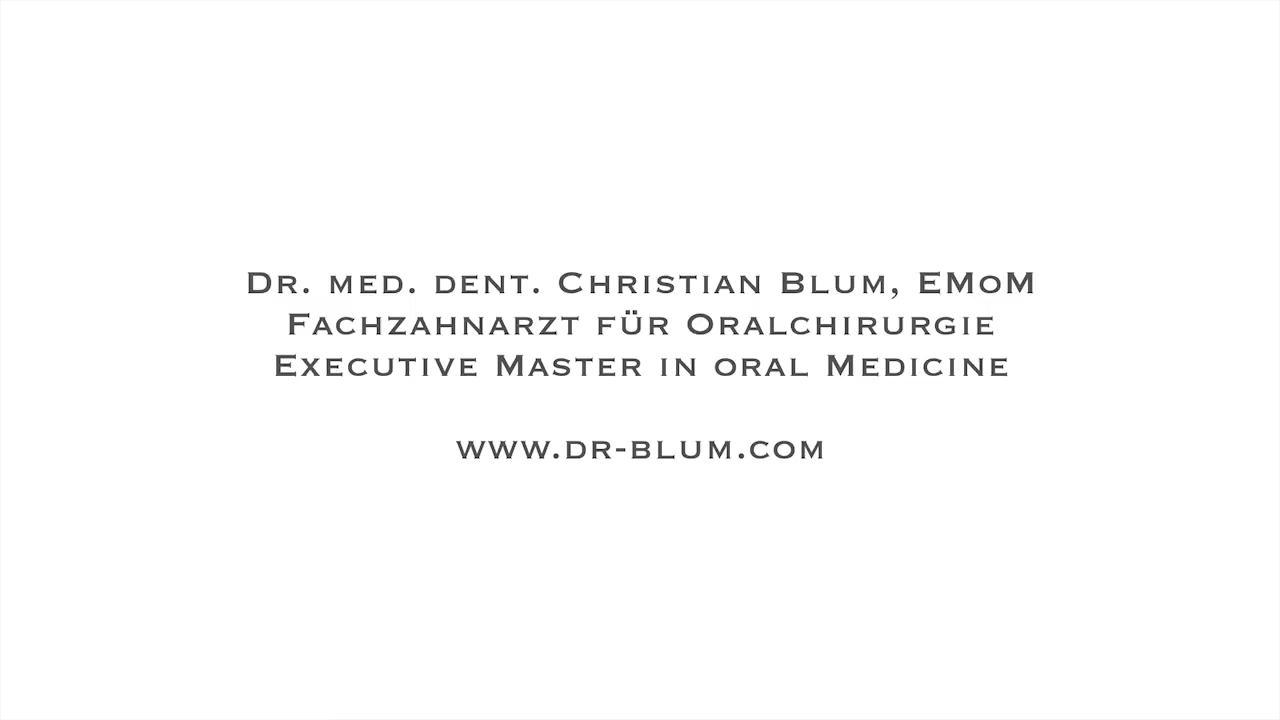 Dr. med. dent. Christian Blum, EMoM
Fachzahnarzt für Oralchirurgie
Executive Master in oral Medicine
www.dr-blum.com